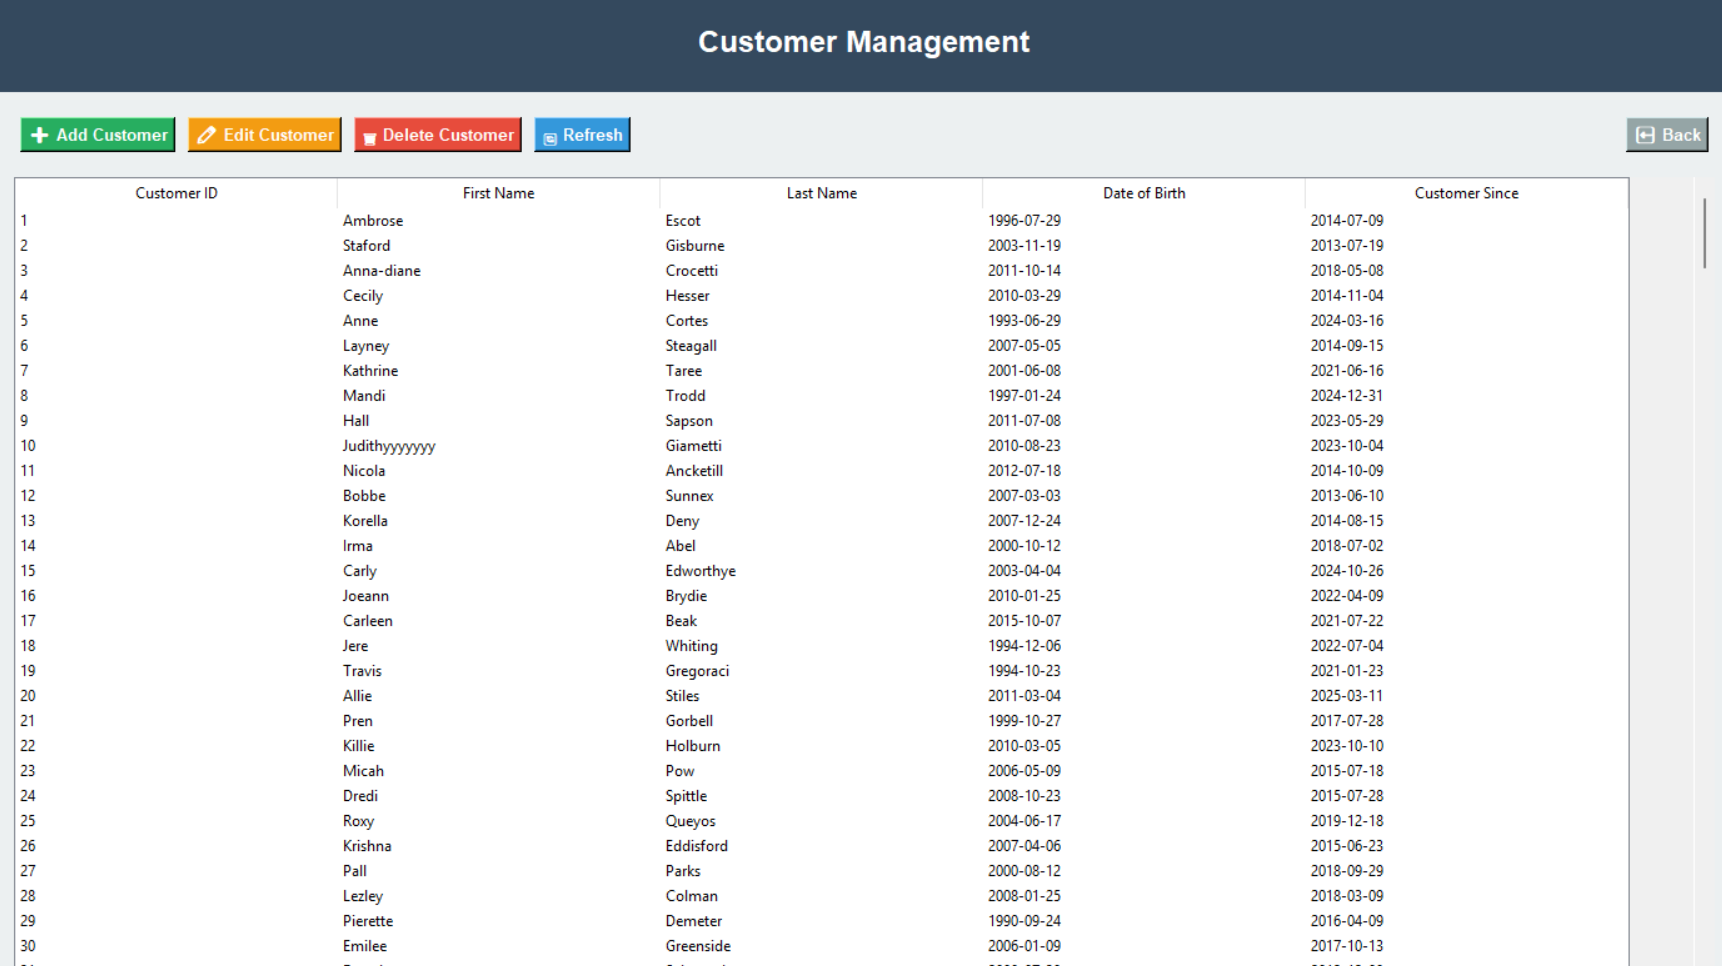 Customer Management
Add Customer Edit Customer Delete Customer Refresh Back
Customer ID First Name Last Name Date of Birth Customer Since
1 Ambrose Escot 1996-07-29 2014-07-09
2 Staford Gisburne 2003-11-19 2013-07-19
3 Anna-diane Crocetti 2011-10-14 2018-05-08
4 Cecily Hesser 2010-03-29 2014-11-04
5 Anne Cortes 1993-06-29 2024-03-16
6 Layney Steagall 2007-05-05 2014-09-15
7 Kathrine Taree 2001-06-08 2021-06-16
8 Mandi Trodd 1997-01-24 2024-12-31
9 Hall Sapson 2011-07-08 2023-05-29
10 Judithyyyyyyy Giametti 2010-08-23 2023-10-04
11 Nicola Ancketill 2012-07-18 2014-10-09
12 Bobbe Sunnex 2007-03-03 2013-06-10
13 Korella Deny 2007-12-24 2014-08-15
14 Irma Abel 2000-10-12 2018-07-02
15 Carly Edworthye 2003-04-04 2024-10-26
16 Joeann Brydie 2010-01-25 2022-04-09
17 Carleen Beak 2015-10-07 2021-07-22
18 Jere Whiting 1994-12-06 2022-07-04
19 Travis Gregoraci 1994-10-23 2021-01-23
20 Allie Stiles 2011-03-04 2025-03-11
21 Pren Gorbell 1999-10-27 2017-07-28
22 Killie Holburn 2010-03-05 2023-10-10
23 Micah Pow 2006-05-09 2015-07-18
24 Dredi Spittle 2008-10-23 2015-07-28
25 Roxy Queyos 2004-06-17 2019-12-18
26 Krishna Eddisford 2007-04-06 2015-06-23
27 Pall Parks 2000-08-12 2018-09-29
28 Lezley Colman 2008-01-25 2018-03-09
29 Pierette Demeter 1990-09-24 2016-04-09
30 Emilee Greenside 2006-01-09 2017-10-13